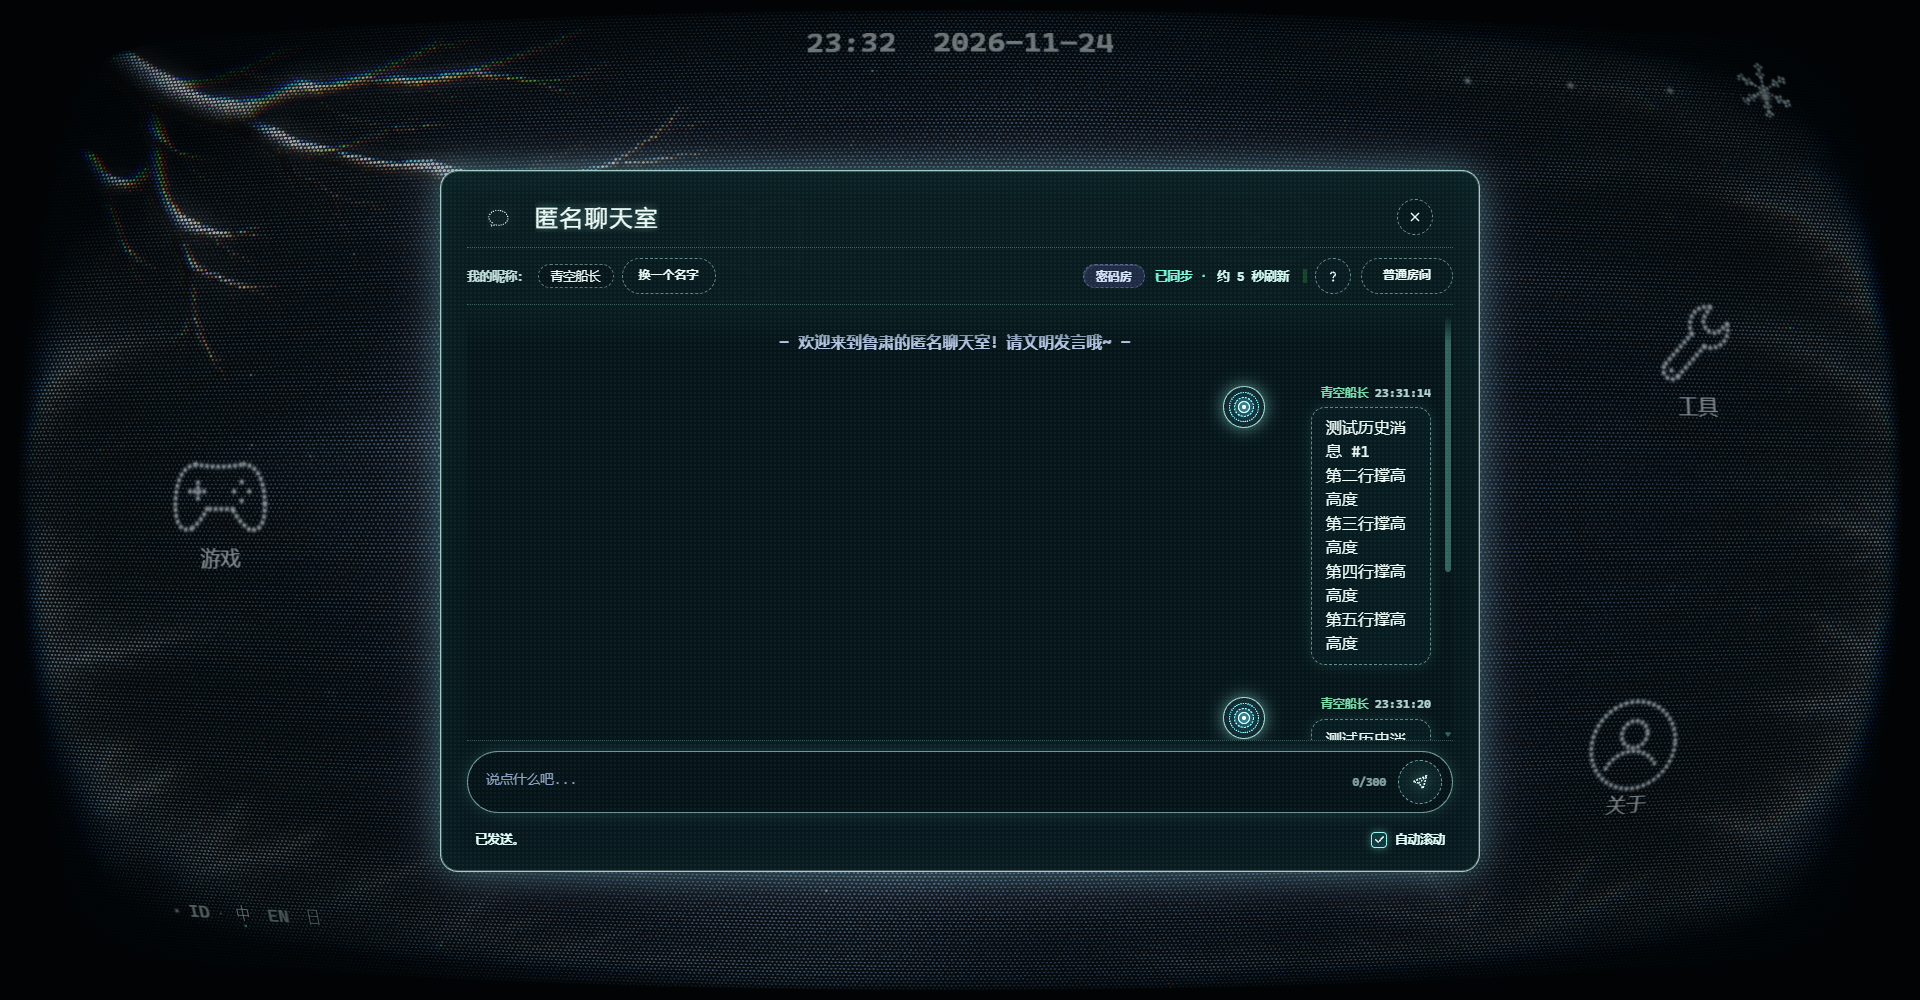 23:32 2026-11-24
匿名聊天室
×
我的昵称: 青空船长 换一个名字
密码房 已同步 · 约 5 秒刷新 ? 普通房间
— 欢迎来到鲁肃的匿名聊天室! 请文明发言哦~ —
青空船长 23:31:14
测试历史消
息 #1
第二行撑高
高度
第三行撑高
高度
第四行撑高
高度
第五行撑高
高度
青空船长 23:31:20
测试历史消
说点什么吧...
0/300
已发送。
自动滚动
游戏
工具
关于
· ID · 中 EN 日